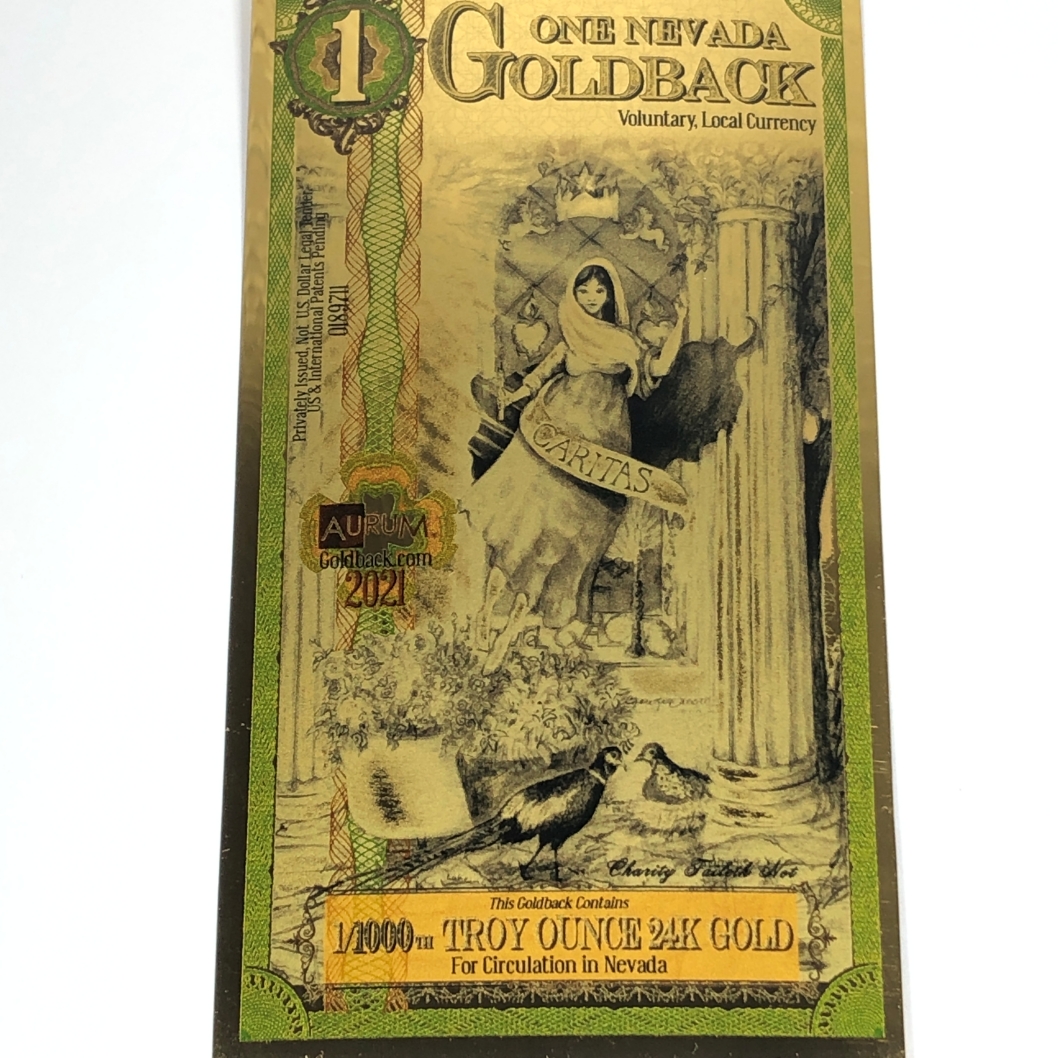 1
ONE NEVADA
GOLDBACK
Voluntary, Local Currency
Privately Issued, Not U.S. Dollar Legal Tender
US & International Patents Pending
0189711
CARITAS
AURUM
Goldback.com
2021
Charity Faileth Not
This Goldback Contains
1/1000TH TROY OUNCE 24K GOLD
For Circulation in Nevada